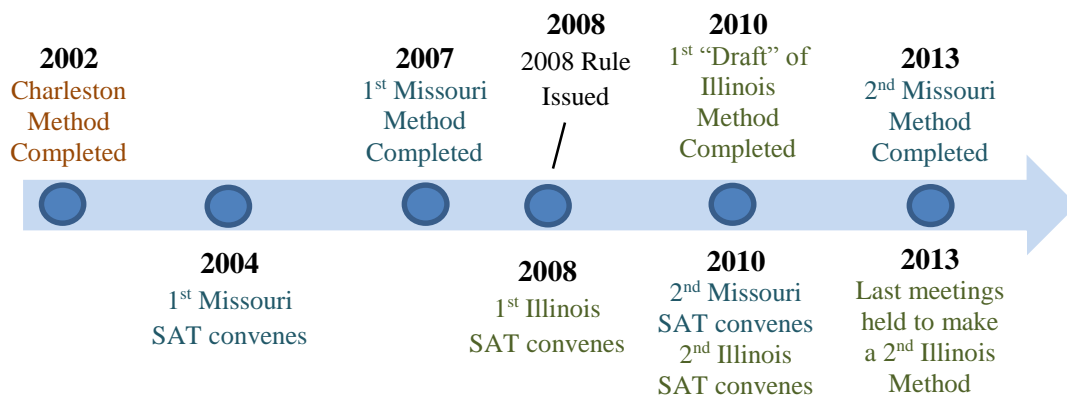 2002
Charleston
Method
Completed
2007
1st Missouri
Method
Completed
2008
2008 Rule
Issued
2010
1st “Draft” of
Illinois
Method
Completed
2013
2nd Missouri
Method
Completed
2004
1st Missouri
SAT convenes
2008
1st Illinois
SAT convenes
2010
2nd Missouri
SAT convenes
2nd Illinois
SAT convenes
2013
Last meetings
held to make
a 2nd Illinois
Method